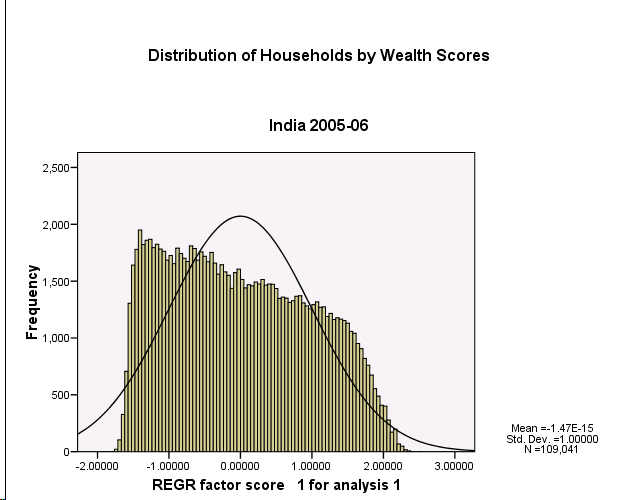 Distribution of Households by Wealth Scores
India 2005-06
2,500
2,000
1,500
1,000
500
0
Frequency
-2.00000 -1.00000 0.00000 1.00000 2.00000 3.00000
REGR factor score 1 for analysis 1
Mean =-1.47E-15
Std. Dev. =1.00000
N =109,041